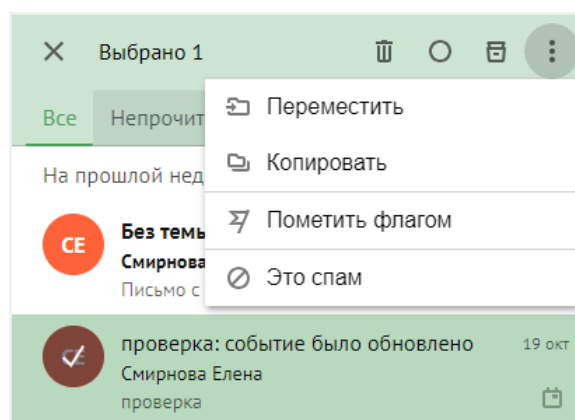 Выбрано 1
Все Непрочит
Переместить
Копировать
Пометить флагом
Это спам
На прошлой нед
СЕ
Без темы
Смирнова
Письмо с
СЕ
проверка: событие было обновлено 19 окт
Смирнова Елена
проверка